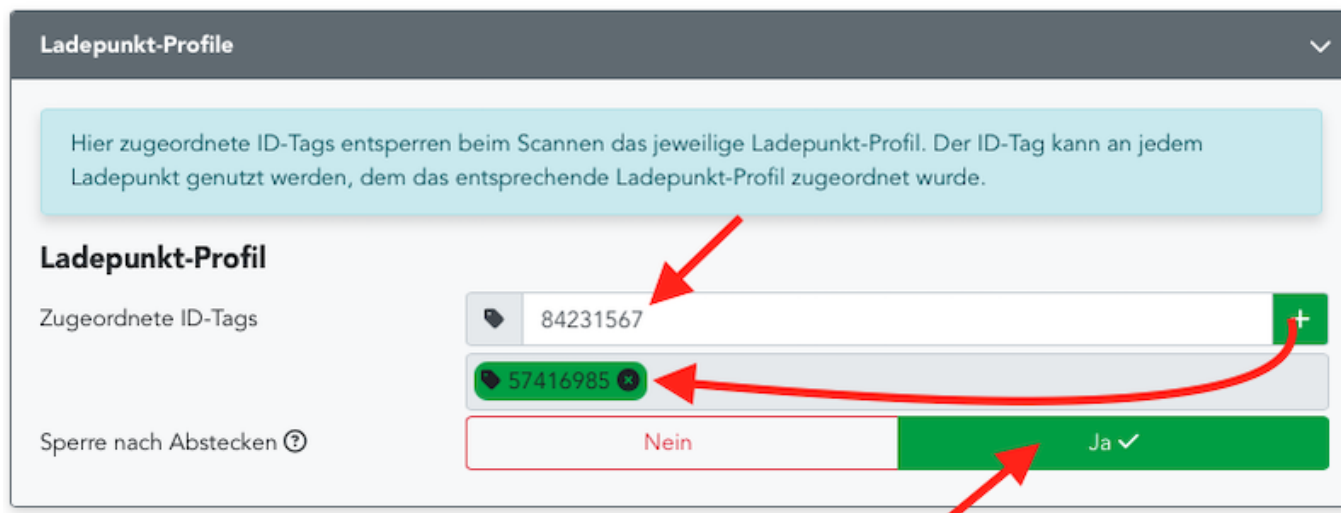 Ladepunkt-Profile
Hier zugeordnete ID-Tags entsperren beim Scannen das jeweilige Ladepunkt-Profil. Der ID-Tag kann an jedem
Ladepunkt genutzt werden, dem das entsprechende Ladepunkt-Profil zugeordnet wurde.
Ladepunkt-Profil
Zugeordnete ID-Tags
84231567
57416985
Sperre nach Abstecken
Nein
Ja